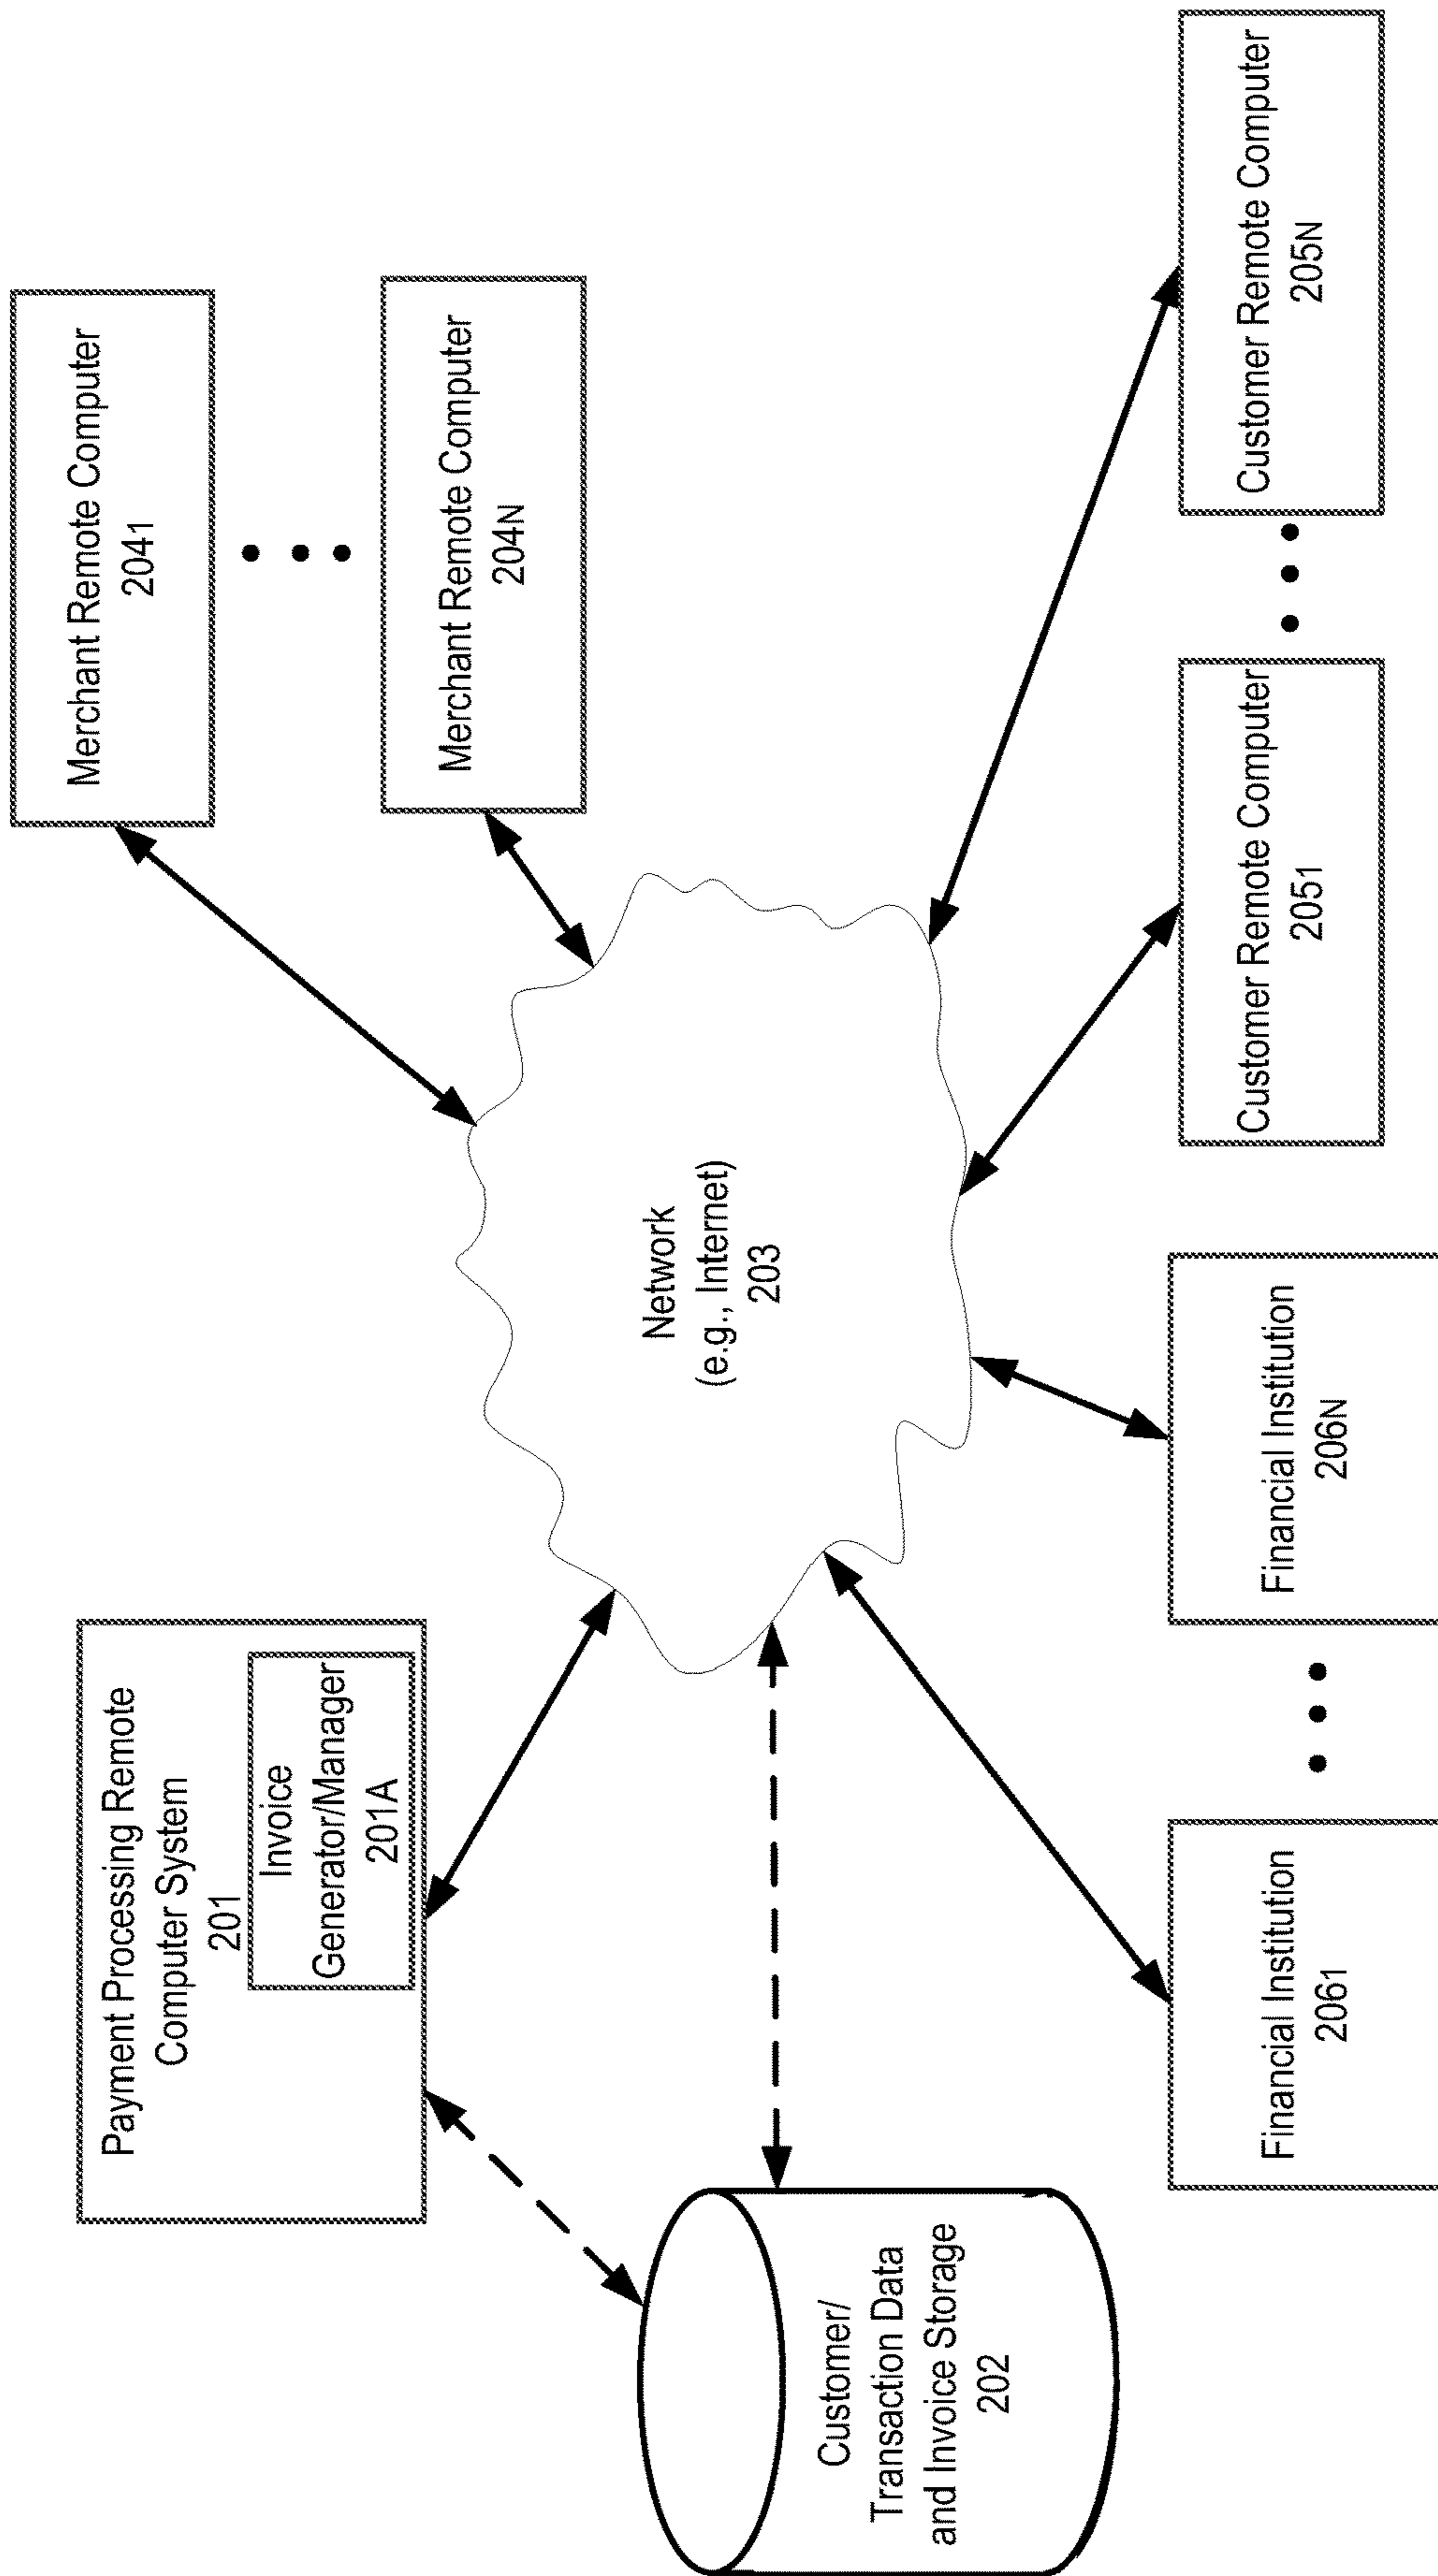 Payment Processing Remote
Computer System
201
Invoice
Generator/Manager
201A
Merchant Remote Computer
204₁
Merchant Remote Computer
204N
Customer/
Transaction Data
and Invoice Storage
202
Network
(e.g., Internet)
203
Financial Institution
206₁
Financial Institution
206N
Customer Remote Computer
205₁
Customer Remote Computer
205N